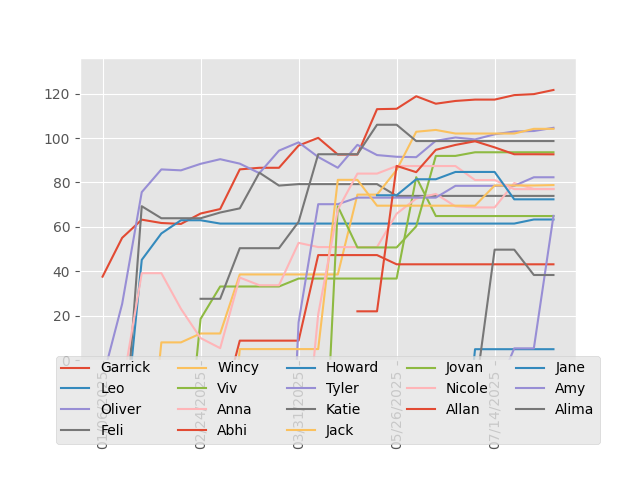 120
100
80
60
40
20
0
02/24/2025
03/31/2025
05/26/2025
07/14/2025
Garrick Wincy Howard Jovan Jane
Leo Viv Tyler Nicole Amy
Oliver Anna Katie Allan Alima
Feli Abhi Jack